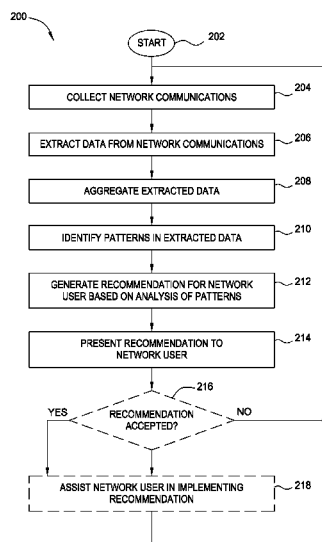 200
START
202
COLLECT NETWORK COMMUNICATIONS
204
EXTRACT DATA FROM NETWORK COMMUNICATIONS
206
AGGREGATE EXTRACTED DATA
208
IDENTIFY PATTERNS IN EXTRACTED DATA
210
GENERATE RECOMMENDATION FOR NETWORK
USER BASED ON ANALYSIS OF PATTERNS
212
PRESENT RECOMMENDATION TO
NETWORK USER
214
216
YES
RECOMMENDATION
ACCEPTED?
NO
ASSIST NETWORK USER IN IMPLEMENTING
RECOMMENDATION
218